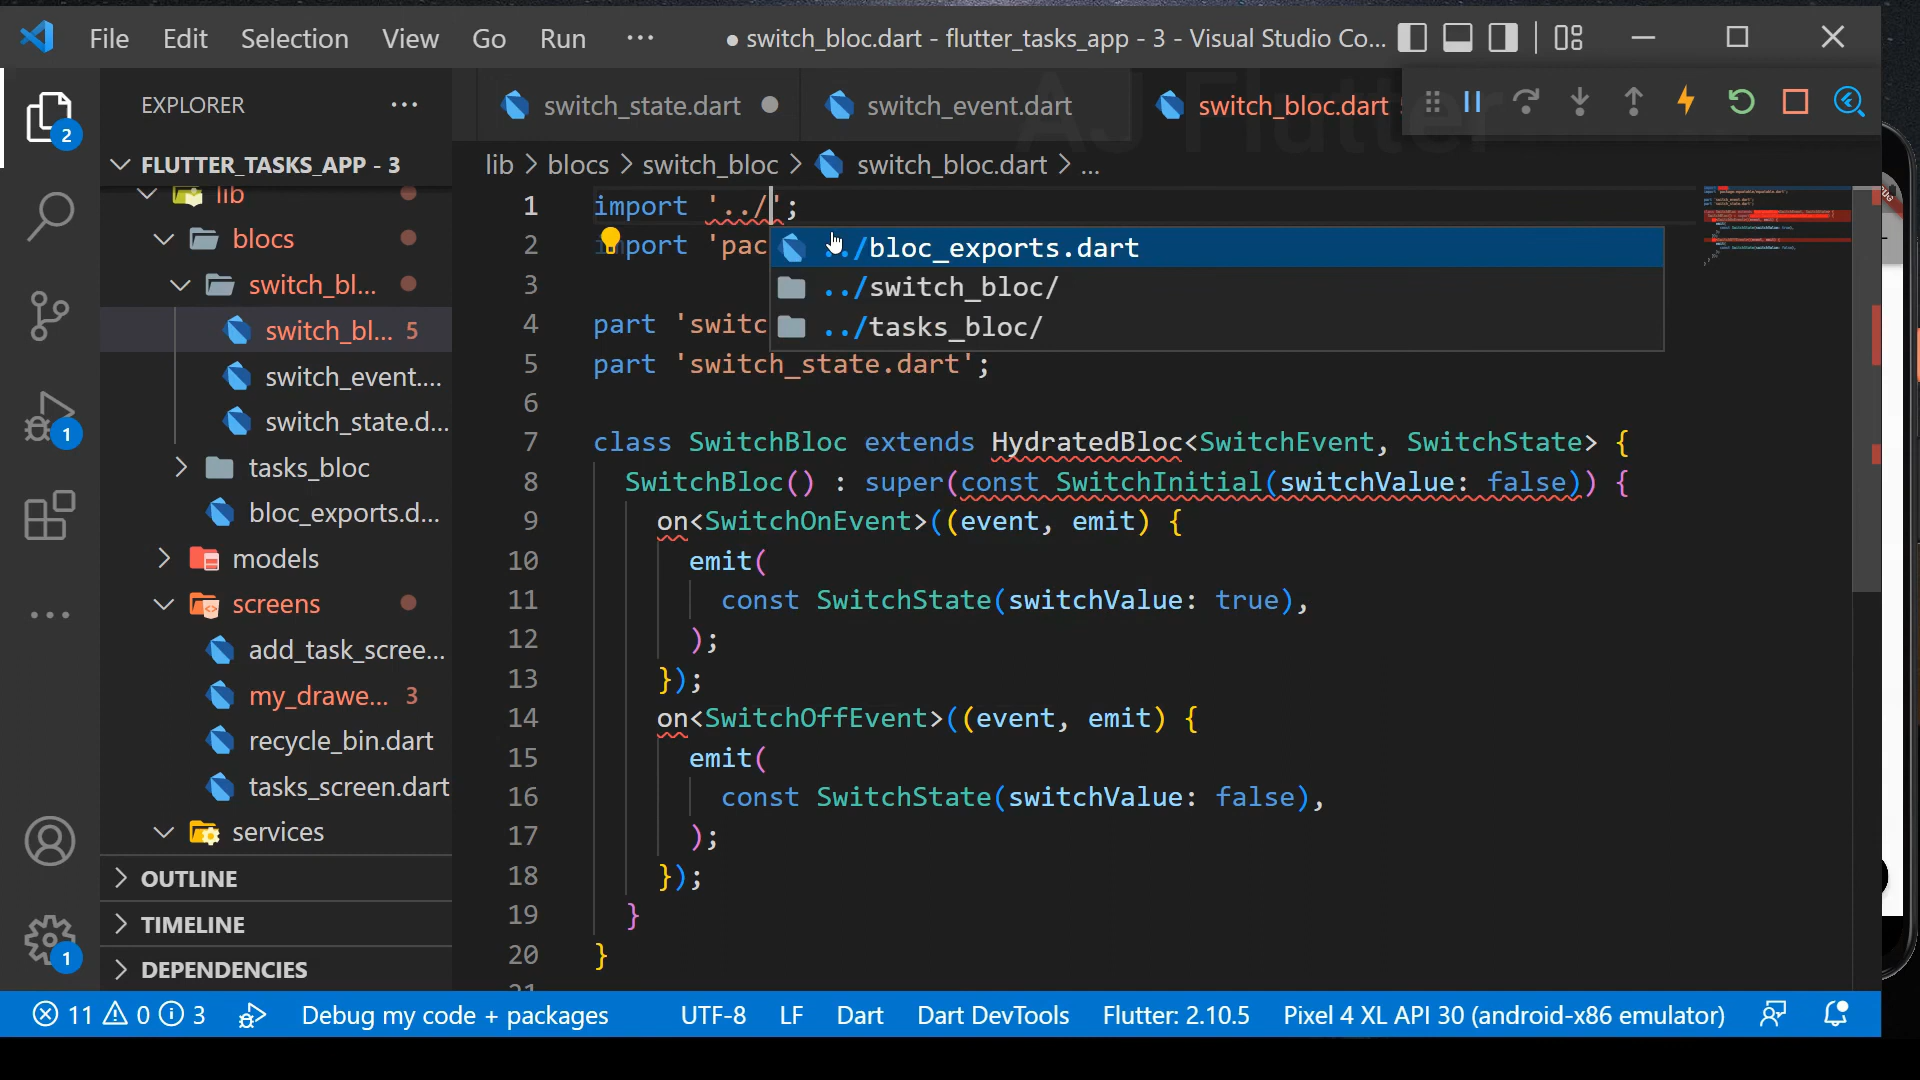 File Edit Selection View Go Run ··· ● switch_bloc.dart - flutter_tasks_app - 3 - Visual Studio Co...
EXPLORER ···
switch_state.dart ● switch_event.dart switch_bloc.dart
AJ Flutter
2
FLUTTER_TASKS_APP - 3
lib > blocs > switch_bloc > switch_bloc.dart > ...
lib
blocs
switch_bl...
switch_bl... 5
switch_event....
switch_state.d...
tasks_bloc
bloc_exports.d...
models
screens
add_task_scree...
my_drawe... 3
recycle_bin.dart
tasks_screen.dart
services
OUTLINE
TIMELINE
DEPENDENCIES
1
1
1 import '../';
2 import 'pac
3
4 part 'switc
5 part 'switch_state.dart';
6
7 class SwitchBloc extends HydratedBloc<SwitchEvent, SwitchState> {
8 SwitchBloc() : super(const SwitchInitial(switchValue: false)) {
9 on<SwitchOnEvent>((event, emit) {
10 emit(
11 const SwitchState(switchValue: true),
12 );
13 });
14 on<SwitchOffEvent>((event, emit) {
15 emit(
16 const SwitchState(switchValue: false),
17 );
18 });
19 }
20 }
21
../bloc_exports.dart
../switch_bloc/
../tasks_bloc/
11 0 3 Debug my code + packages UTF-8 LF Dart Dart DevTools Flutter: 2.10.5 Pixel 4 XL API 30 (android-x86 emulator)